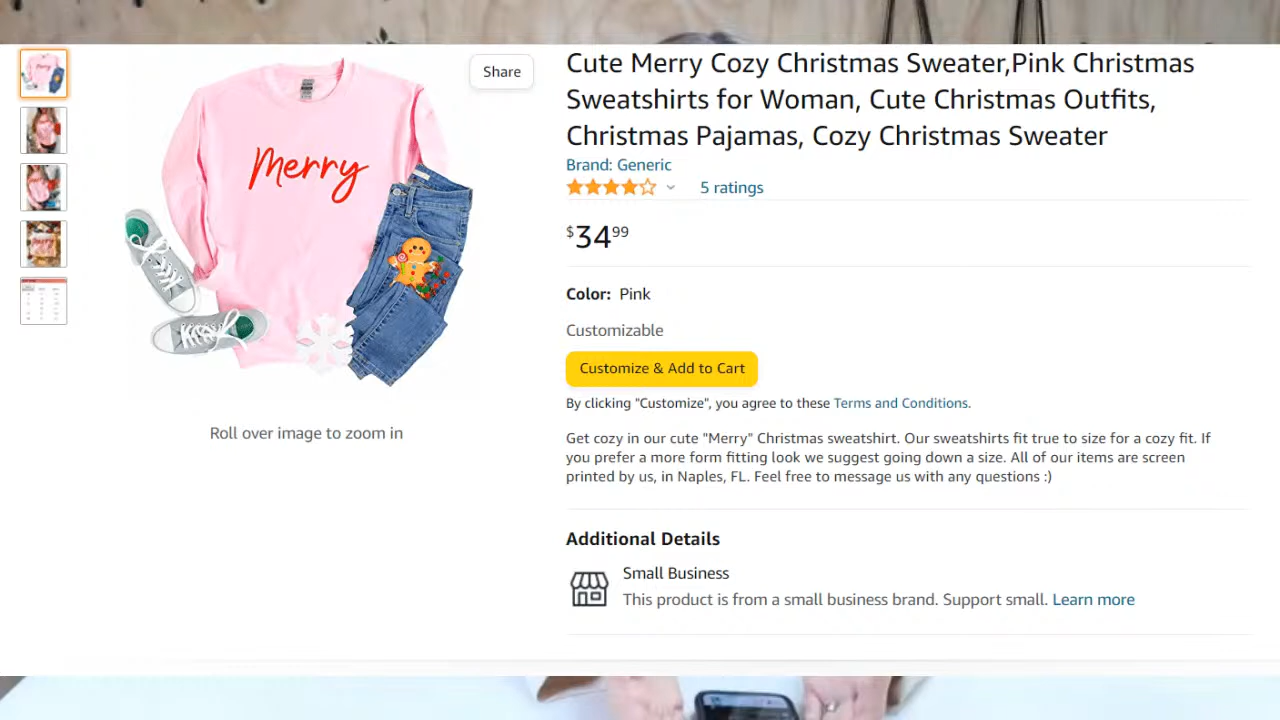 Share
Merry
Roll over image to zoom in
Cute Merry Cozy Christmas Sweater,Pink Christmas
Sweatshirts for Woman, Cute Christmas Outfits,
Christmas Pajamas, Cozy Christmas Sweater
Brand: Generic
5 ratings
$3499
Color: Pink
Customizable
Customize & Add to Cart
By clicking "Customize", you agree to these Terms and Conditions.
Get cozy in our cute "Merry" Christmas sweatshirt. Our sweatshirts fit true to size for a cozy fit. If
you prefer a more form fitting look we suggest going down a size. All of our items are screen
printed by us, in Naples, FL. Feel free to message us with any questions :)
Additional Details
Small Business
This product is from a small business brand. Support small. Learn more